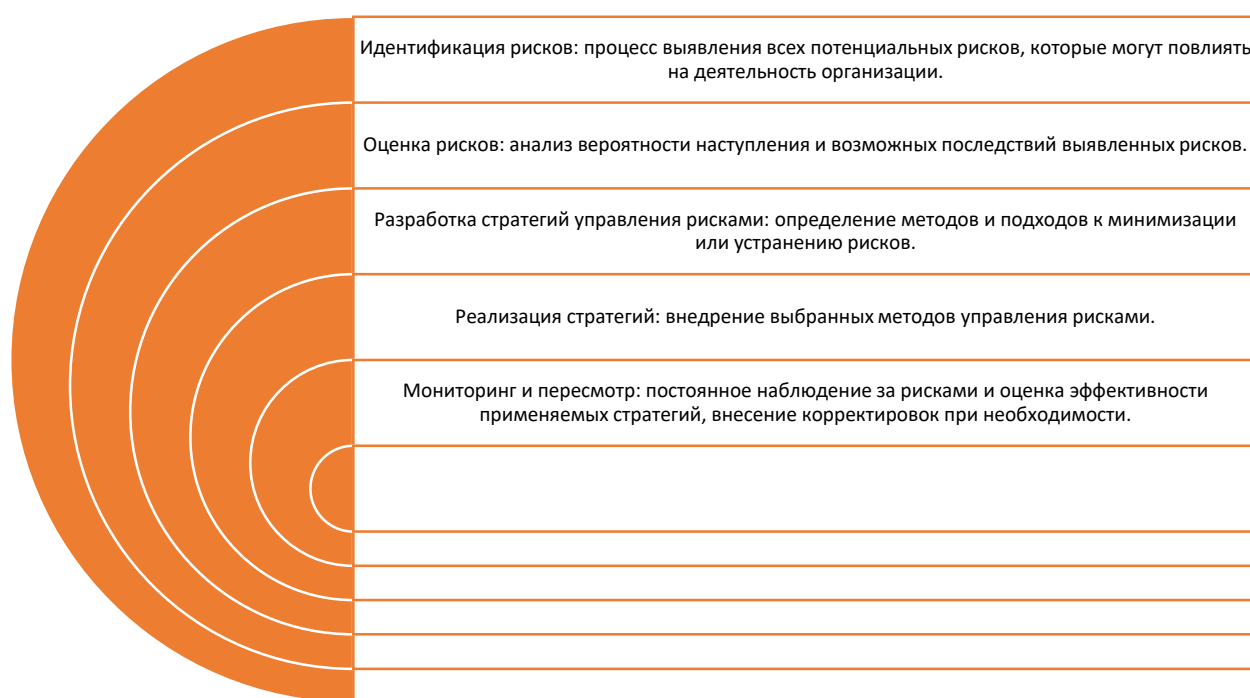 Идентификация рисков: процесс выявления всех потенциальных рисков, которые могут повлиять
на деятельность организации.
Оценка рисков: анализ вероятности наступления и возможных последствий выявленных рисков.
Разработка стратегий управления рисками: определение методов и подходов к минимизации
или устранению рисков.
Реализация стратегий: внедрение выбранных методов управления рисками.
Мониторинг и пересмотр: постоянное наблюдение за рисками и оценка эффективности
применяемых стратегий, внесение корректировок при необходимости.